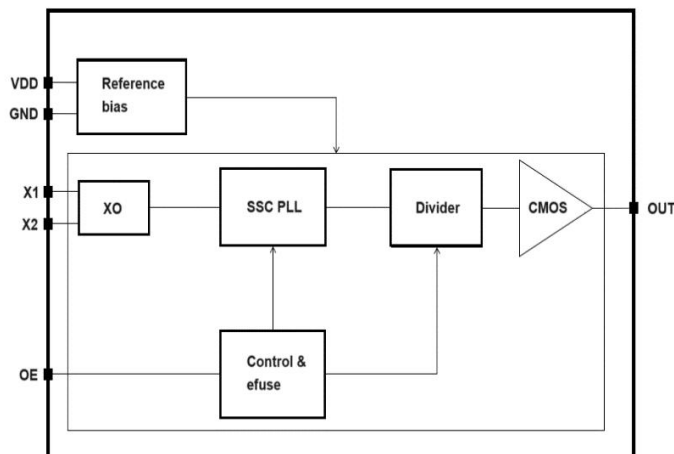 VDD
GND
Reference
bias
X1
X2
XO
SSC PLL
Divider
CMOS
OUT
OE
Control &
efuse